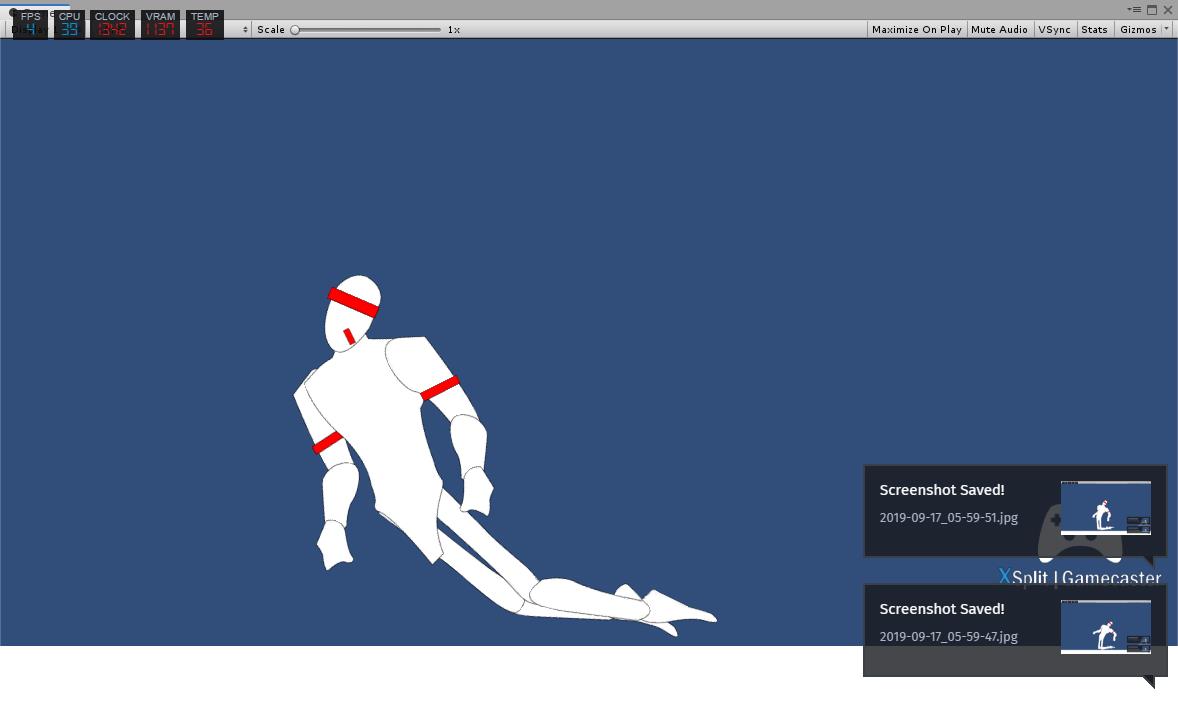 FPS CPU CLOCK VRAM TEMP
4 39 1342 1137 36
Scale 1x Maximize On Play Mute Audio VSync Stats Gizmos
Screenshot Saved!
2019-09-17_05-59-51.jpg
XSplit | Gamecaster
Screenshot Saved!
2019-09-17_05-59-47.jpg